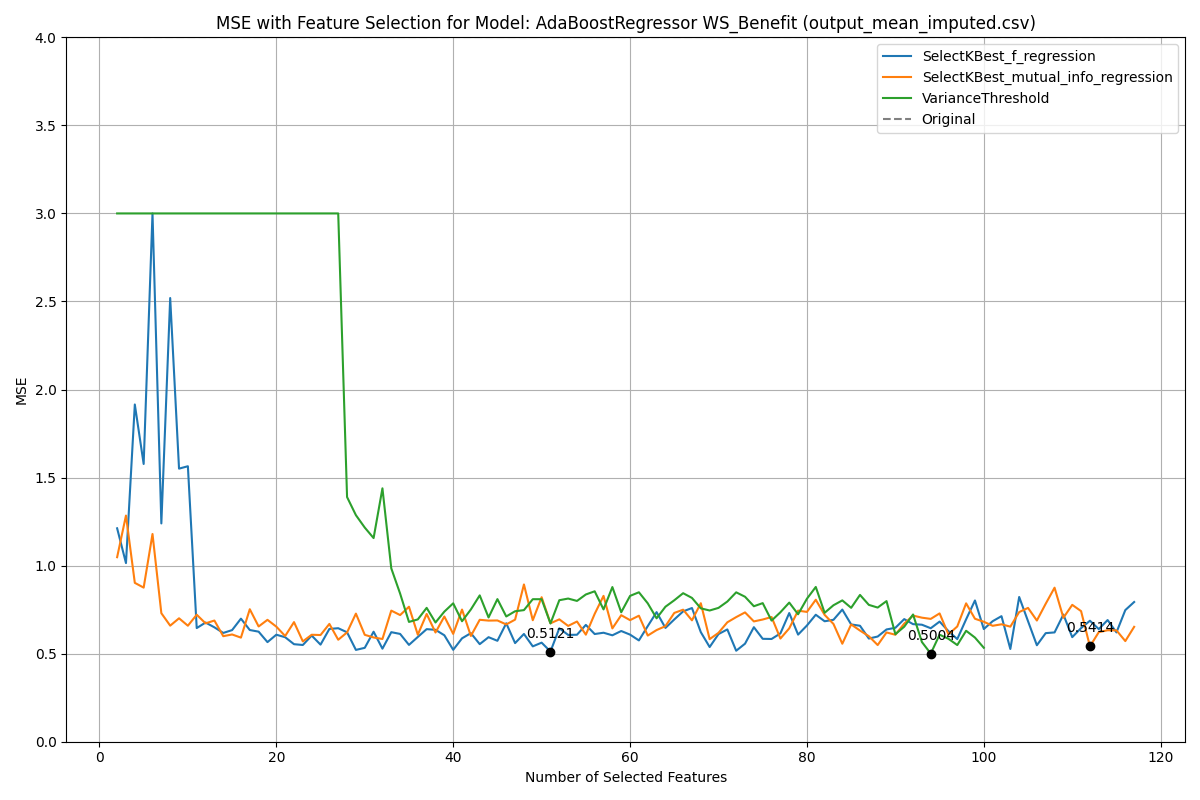 MSE with Feature Selection for Model: AdaBoostRegressor WS_Benefit (output_mean_imputed.csv)
SelectKBest_f_regression
SelectKBest_mutual_info_regression
VarianceThreshold
Original
4.0
3.5
3.0
2.5
2.0
1.5
1.0
0.5
0.0
MSE
0.5121
0.5004
0.5414
0 20 40 60 80 100 120
Number of Selected Features